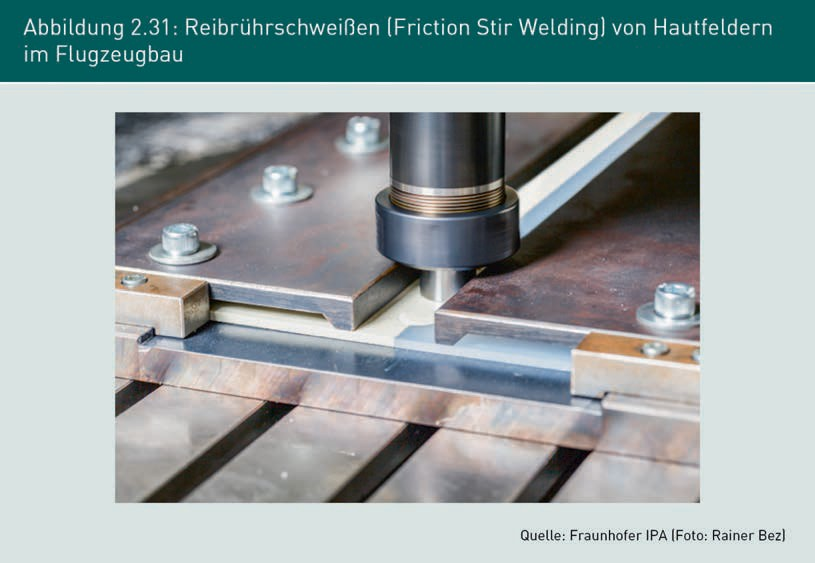 Abbildung 2.31: Reibrührschweißen (Friction Stir Welding) von Hautfeldern
im Flugzeugbau
Quelle: Fraunhofer IPA (Foto: Rainer Bez)